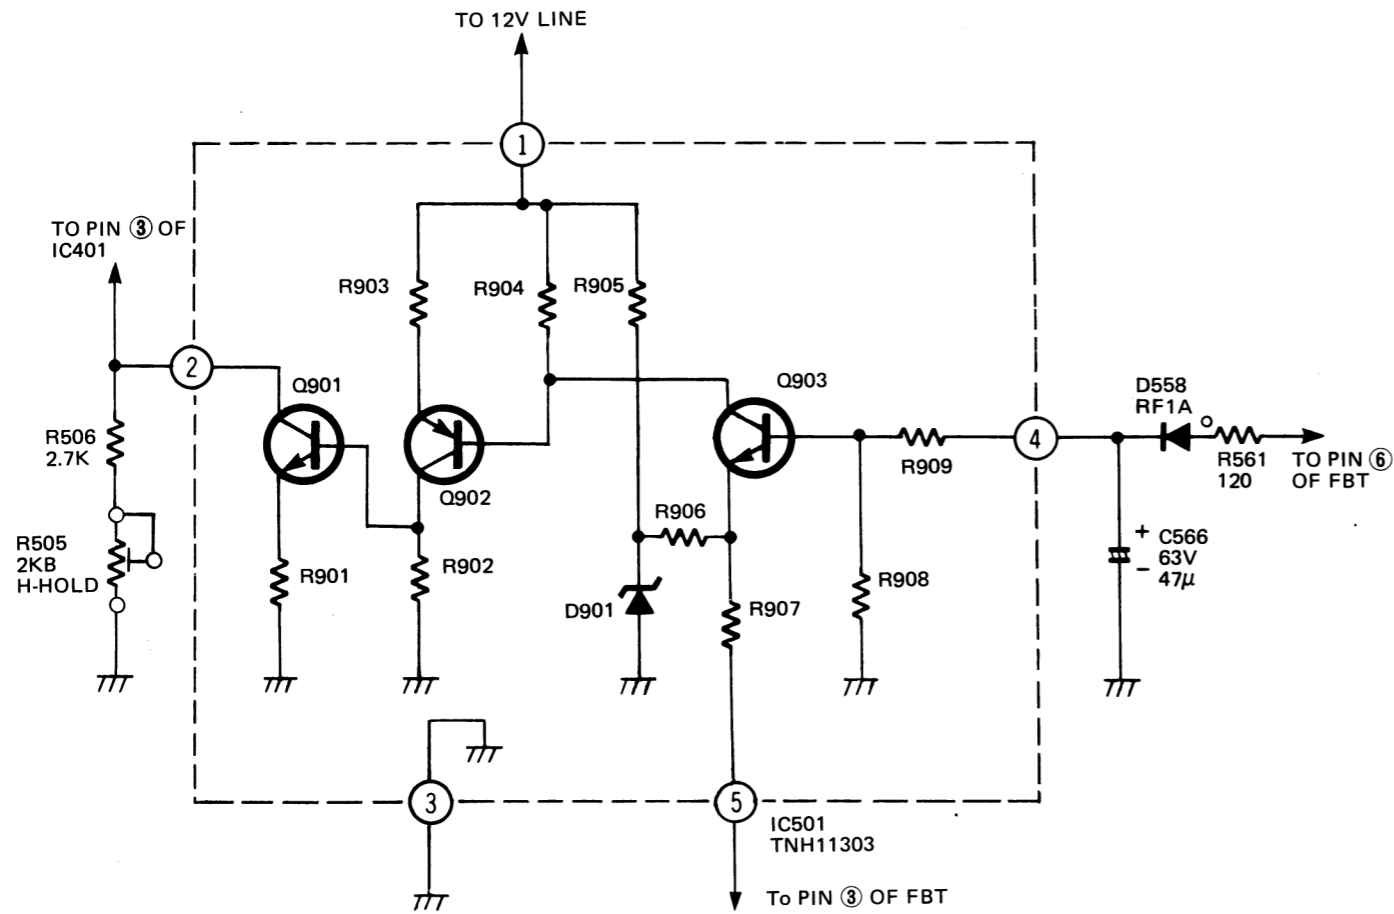 TO 12V LINE
1
TO PIN ③ OF
IC401
R903
R904
R905
2
Q901
Q903
D558
RF1A
R506
2.7K
4
R909
R561
120
TO PIN ⑥
OF FBT
Q902
R906
R505
2KB
H-HOLD
R901
R902
D901
R907
R908
+
C566
63V
− 47μ
3
5
IC501
TNH11303
To PIN ③ OF FBT